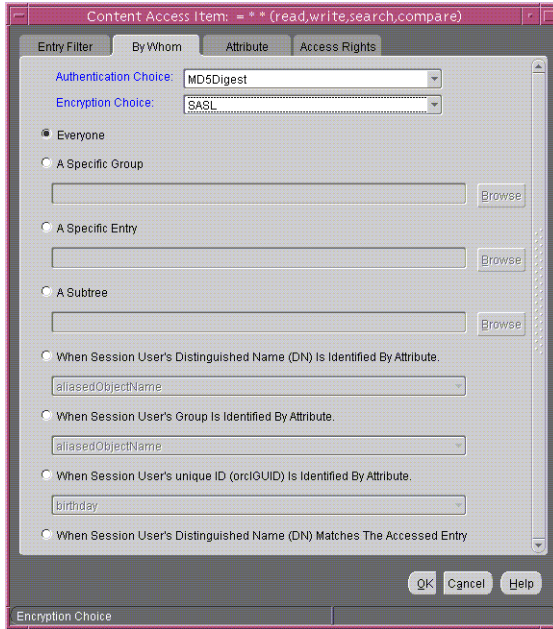 Content Access Item: = * * (read,write,search,compare)
Entry Filter By Whom Attribute Access Rights
Authentication Choice: MD5Digest
Encryption Choice: SASL
Everyone
A Specific Group
Browse
A Specific Entry
Browse
A Subtree
Browse
When Session User's Distinguished Name (DN) Is Identified By Attribute.
aliasedObjectName
When Session User's Group Is Identified By Attribute.
aliasedObjectName
When Session User's unique ID (orclGUID) Is Identified By Attribute.
birthday
When Session User's Distinguished Name (DN) Matches The Accessed Entry
OK Cancel Help
Encryption Choice